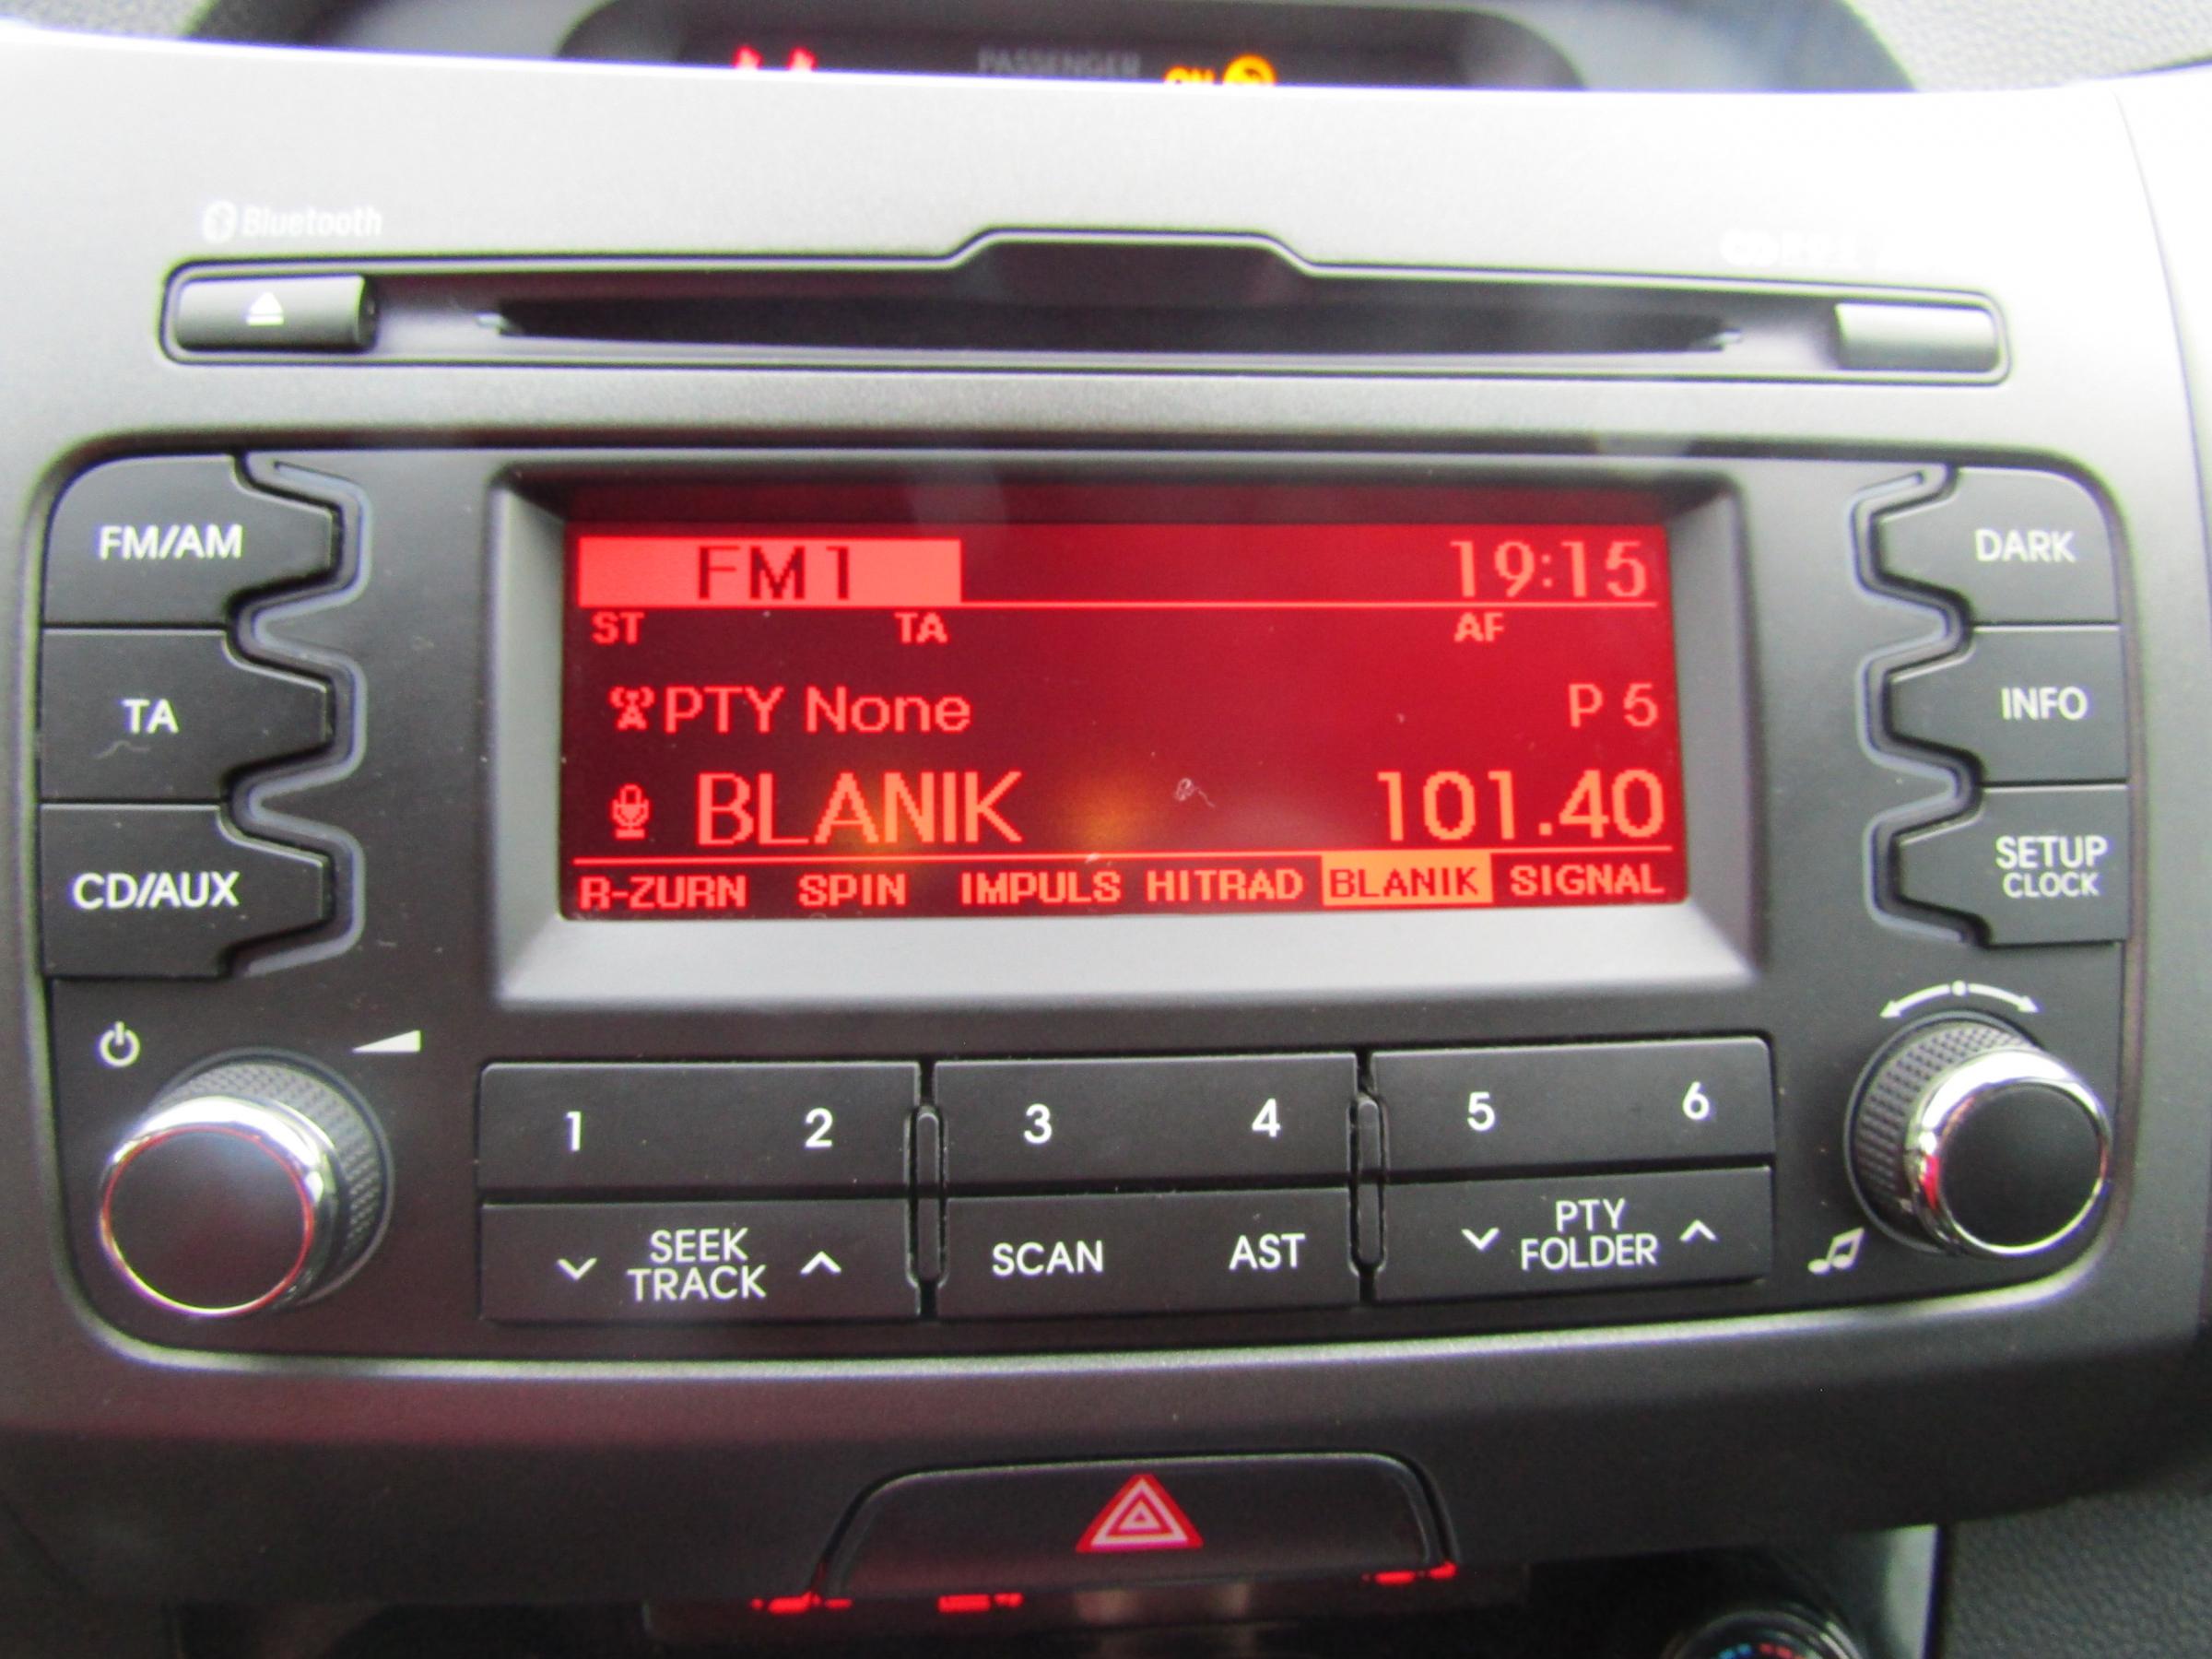 PASSENGER
ON
Bluetooth
FM/AM
TA
CD/AUX
FM1 19:15
ST TA AF
PTY None P 5
BLANIK 101.40
R-ZURN SPIN IMPULS HITRAD BLANIK SIGNAL
DARK
INFO
SETUP
CLOCK
1 2 3 4 5 6
SEEK
TRACK
SCAN AST
PTY
FOLDER